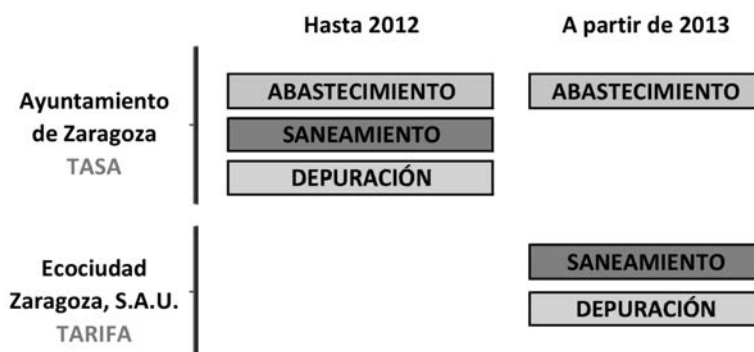 Hasta 2012
A partir de 2013
Ayuntamiento
de Zaragoza
TASA
ABASTECIMIENTO
SANEAMIENTO
DEPURACIÓN
ABASTECIMIENTO
Ecociudad
Zaragoza, S.A.U.
TARIFA
SANEAMIENTO
DEPURACIÓN